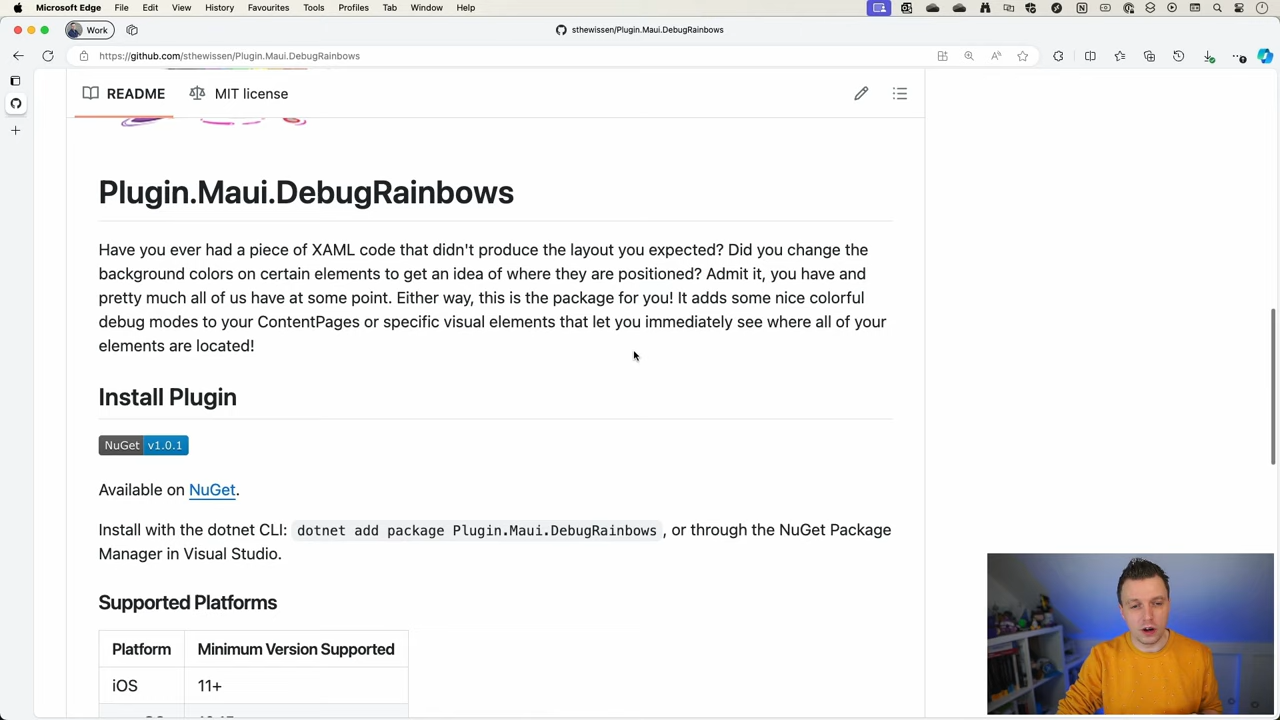 Microsoft Edge File Edit View History Favourites Tools Profiles Tab Window Help
Work
sthewissen/Plugin.Maui.DebugRainbows
https://github.com/sthewissen/Plugin.Maui.DebugRainbows
README
MIT license
Plugin.Maui.DebugRainbows
Have you ever had a piece of XAML code that didn't produce the layout you expected? Did you change the
background colors on certain elements to get an idea of where they are positioned? Admit it, you have and
pretty much all of us have at some point. Either way, this is the package for you! It adds some nice colorful
debug modes to your ContentPages or specific visual elements that let you immediately see where all of your
elements are located!
Install Plugin
NuGet v1.0.1
Available on NuGet.
Install with the dotnet CLI: dotnet add package Plugin.Maui.DebugRainbows, or through the NuGet Package
Manager in Visual Studio.
Supported Platforms
Platform Minimum Version Supported
iOS 11+